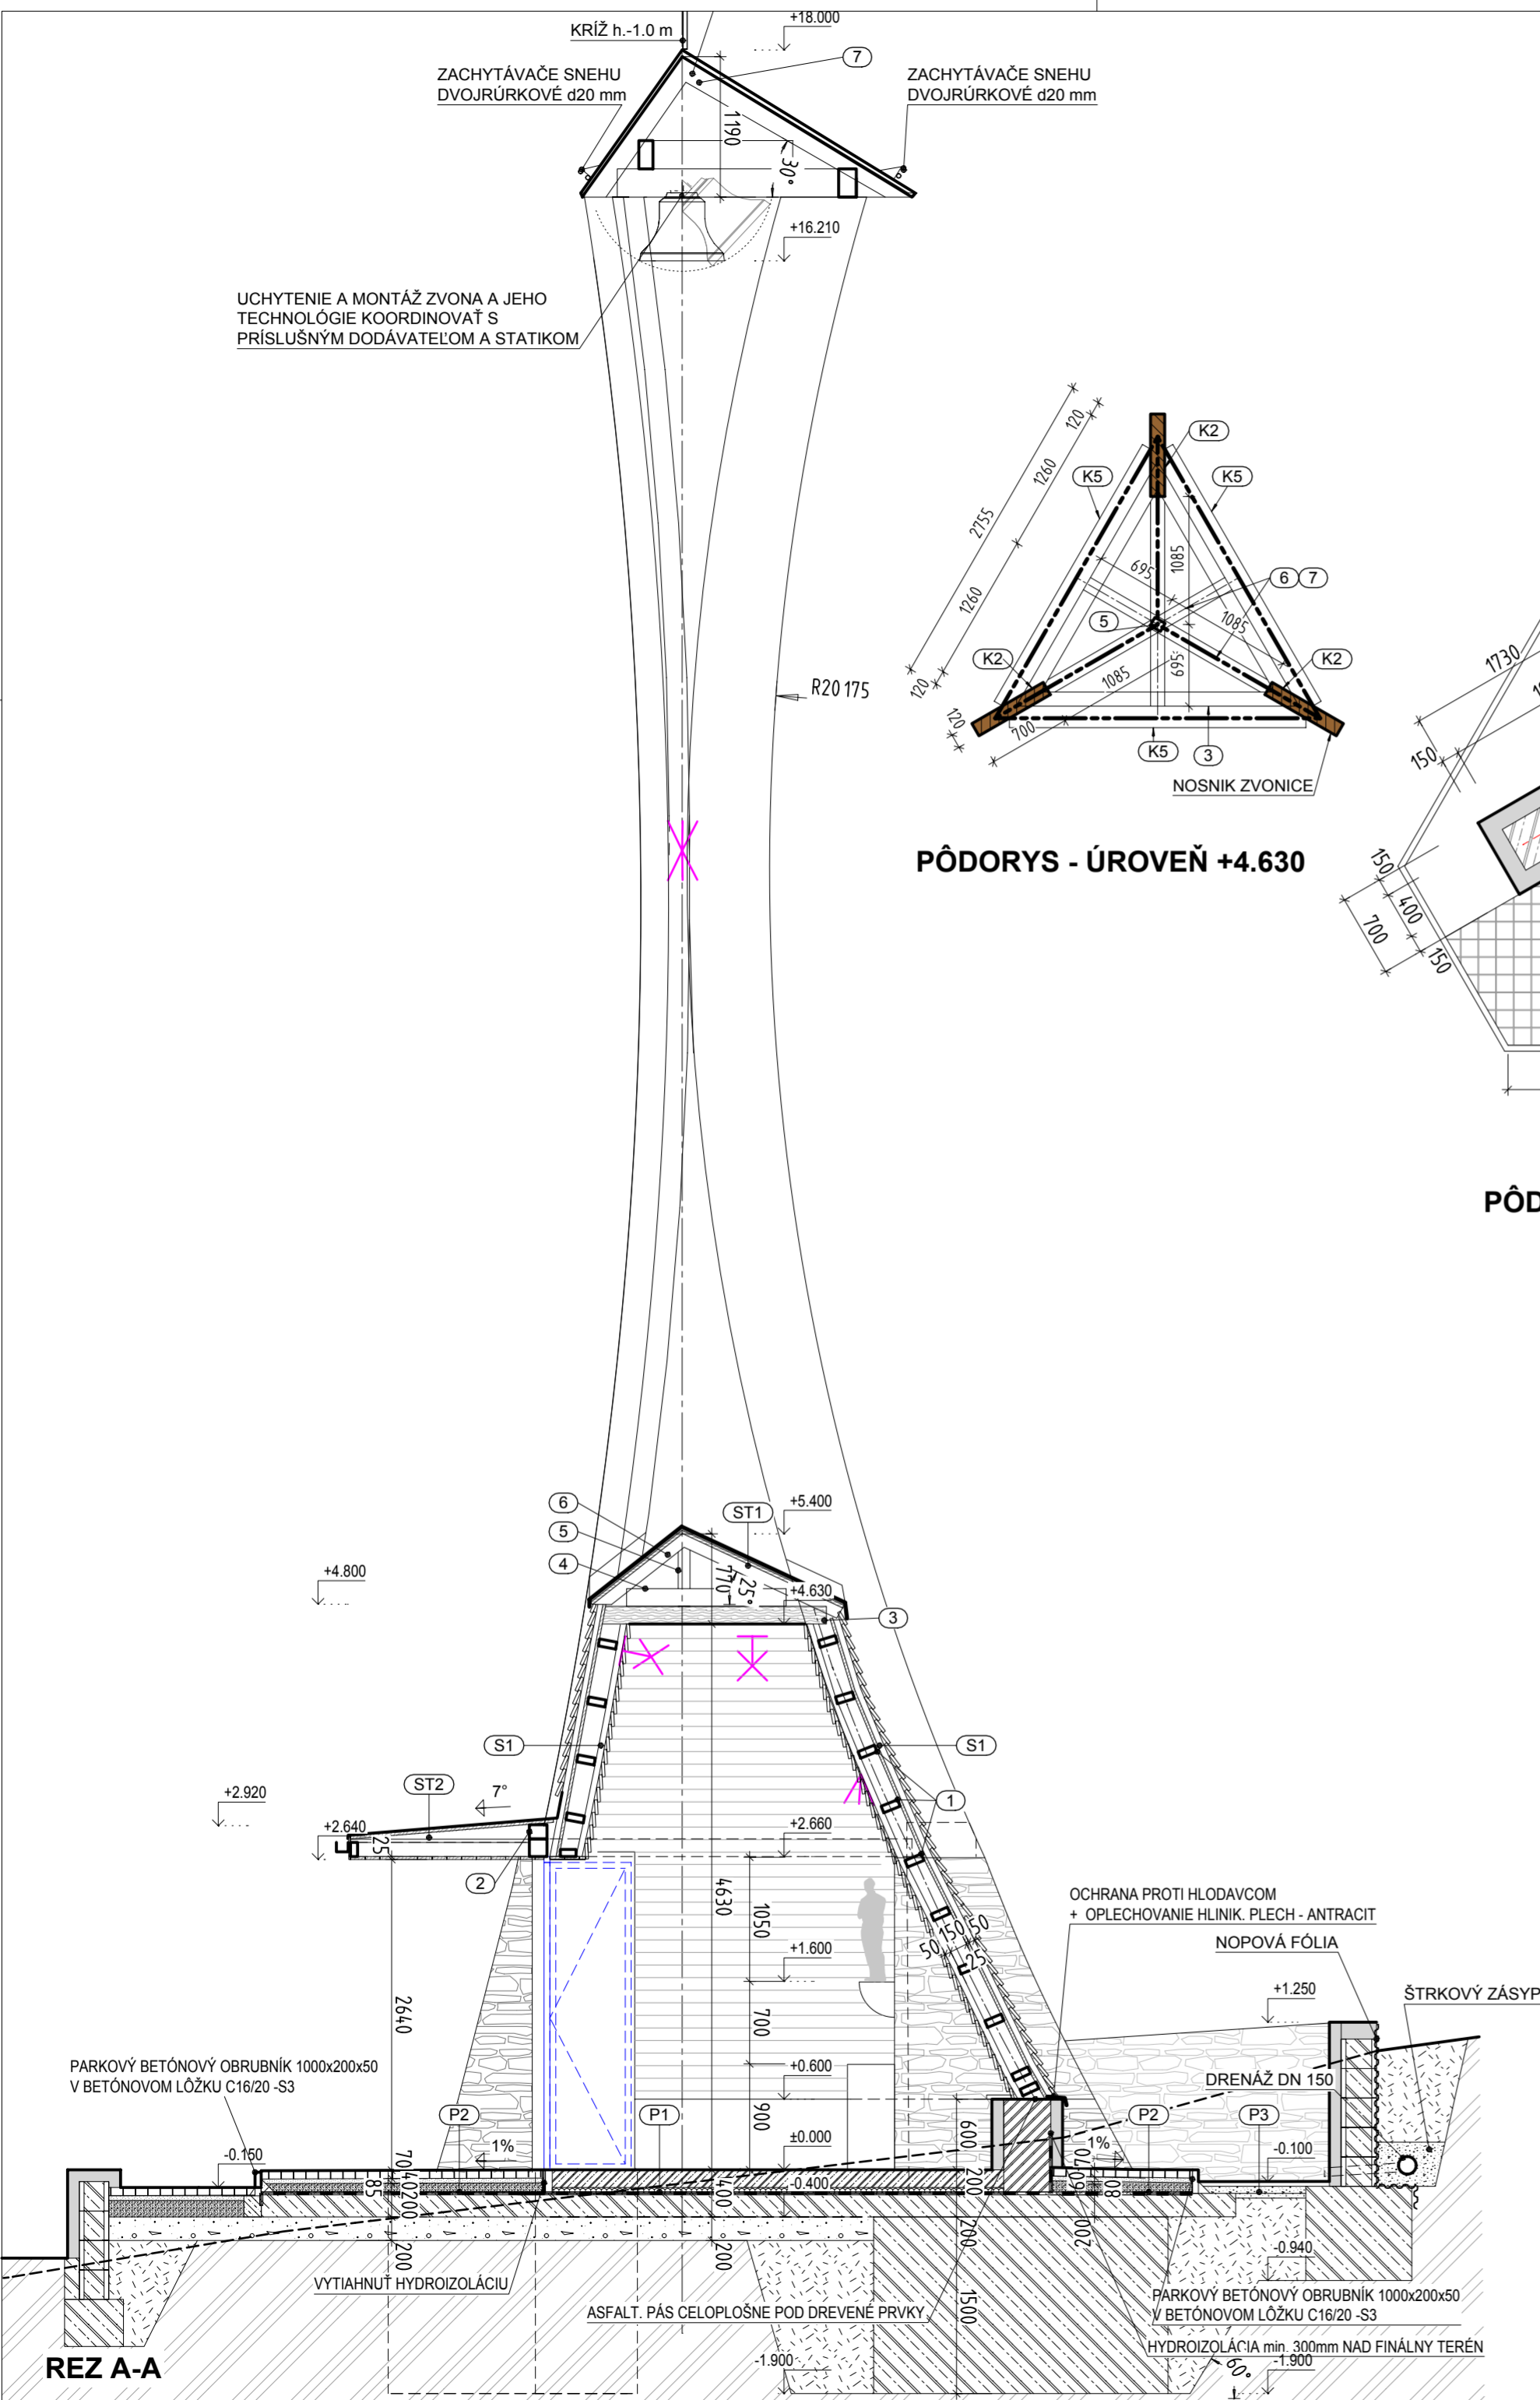 KRÍŽ h.-1.0 m
+18.000
7
ZACHYTÁVAČE SNEHU
DVOJRÚRKOVÉ d20 mm
ZACHYTÁVAČE SNEHU
DVOJRÚRKOVÉ d20 mm
1190
30°
+16.210
UCHYTENIE A MONTÁŽ ZVONA A JEHO
TECHNOLÓGIE KOORDINOVAŤ S
PRÍSLUŠNÝM DODÁVATEĽOM A STATIKOM
R20 175
120
1260
2755
1260
120
120
K2
K5
K5
695
1085
6
7
5
1085
K2
K2
1085
695
700
K5
3
NOSNIK ZVONICE
PÔDORYS - ÚROVEŇ +4.630
1730
150
150
400
700
150
PÔD
6
5
4
ST1
+5.400
+4.800
770
25°
+4.630
3
S1
S1
ST2
7°
1
+2.920
+2.640
25
+2.660
2
4630
1050
+1.600
700
+0.600
900
±0.000
2640
50
150
50
25
OCHRANA PROTI HLODAVCOM
+ OPLECHOVANIE HLINIK. PLECH - ANTRACIT
NOPOVÁ FÓLIA
+1.250
ŠTRKOVÝ ZÁSYP
DRENÁŽ DN 150
PARKOVÝ BETÓNOVÝ OBRUBNÍK 1000x200x50
V BETÓNOVOM LÔŽKU C16/20 -S3
P2
P1
P2
P3
1%
1%
-0.150
-0.100
600
-0.400
400
200
200
200
200
1500
200
-0.940
VYTIAHNUŤ HYDROIZOLÁCIU
ASFALT. PÁS CELOPLOŠNE POD DREVENÉ PRVKY
PARKOVÝ BETÓNOVÝ OBRUBNÍK 1000x200x50
V BETÓNOVOM LÔŽKU C16/20 -S3
HYDROIZOLÁCIA min. 300mm NAD FINÁLNY TERÉN
-1.900
60°
-1.900
REZ A-A